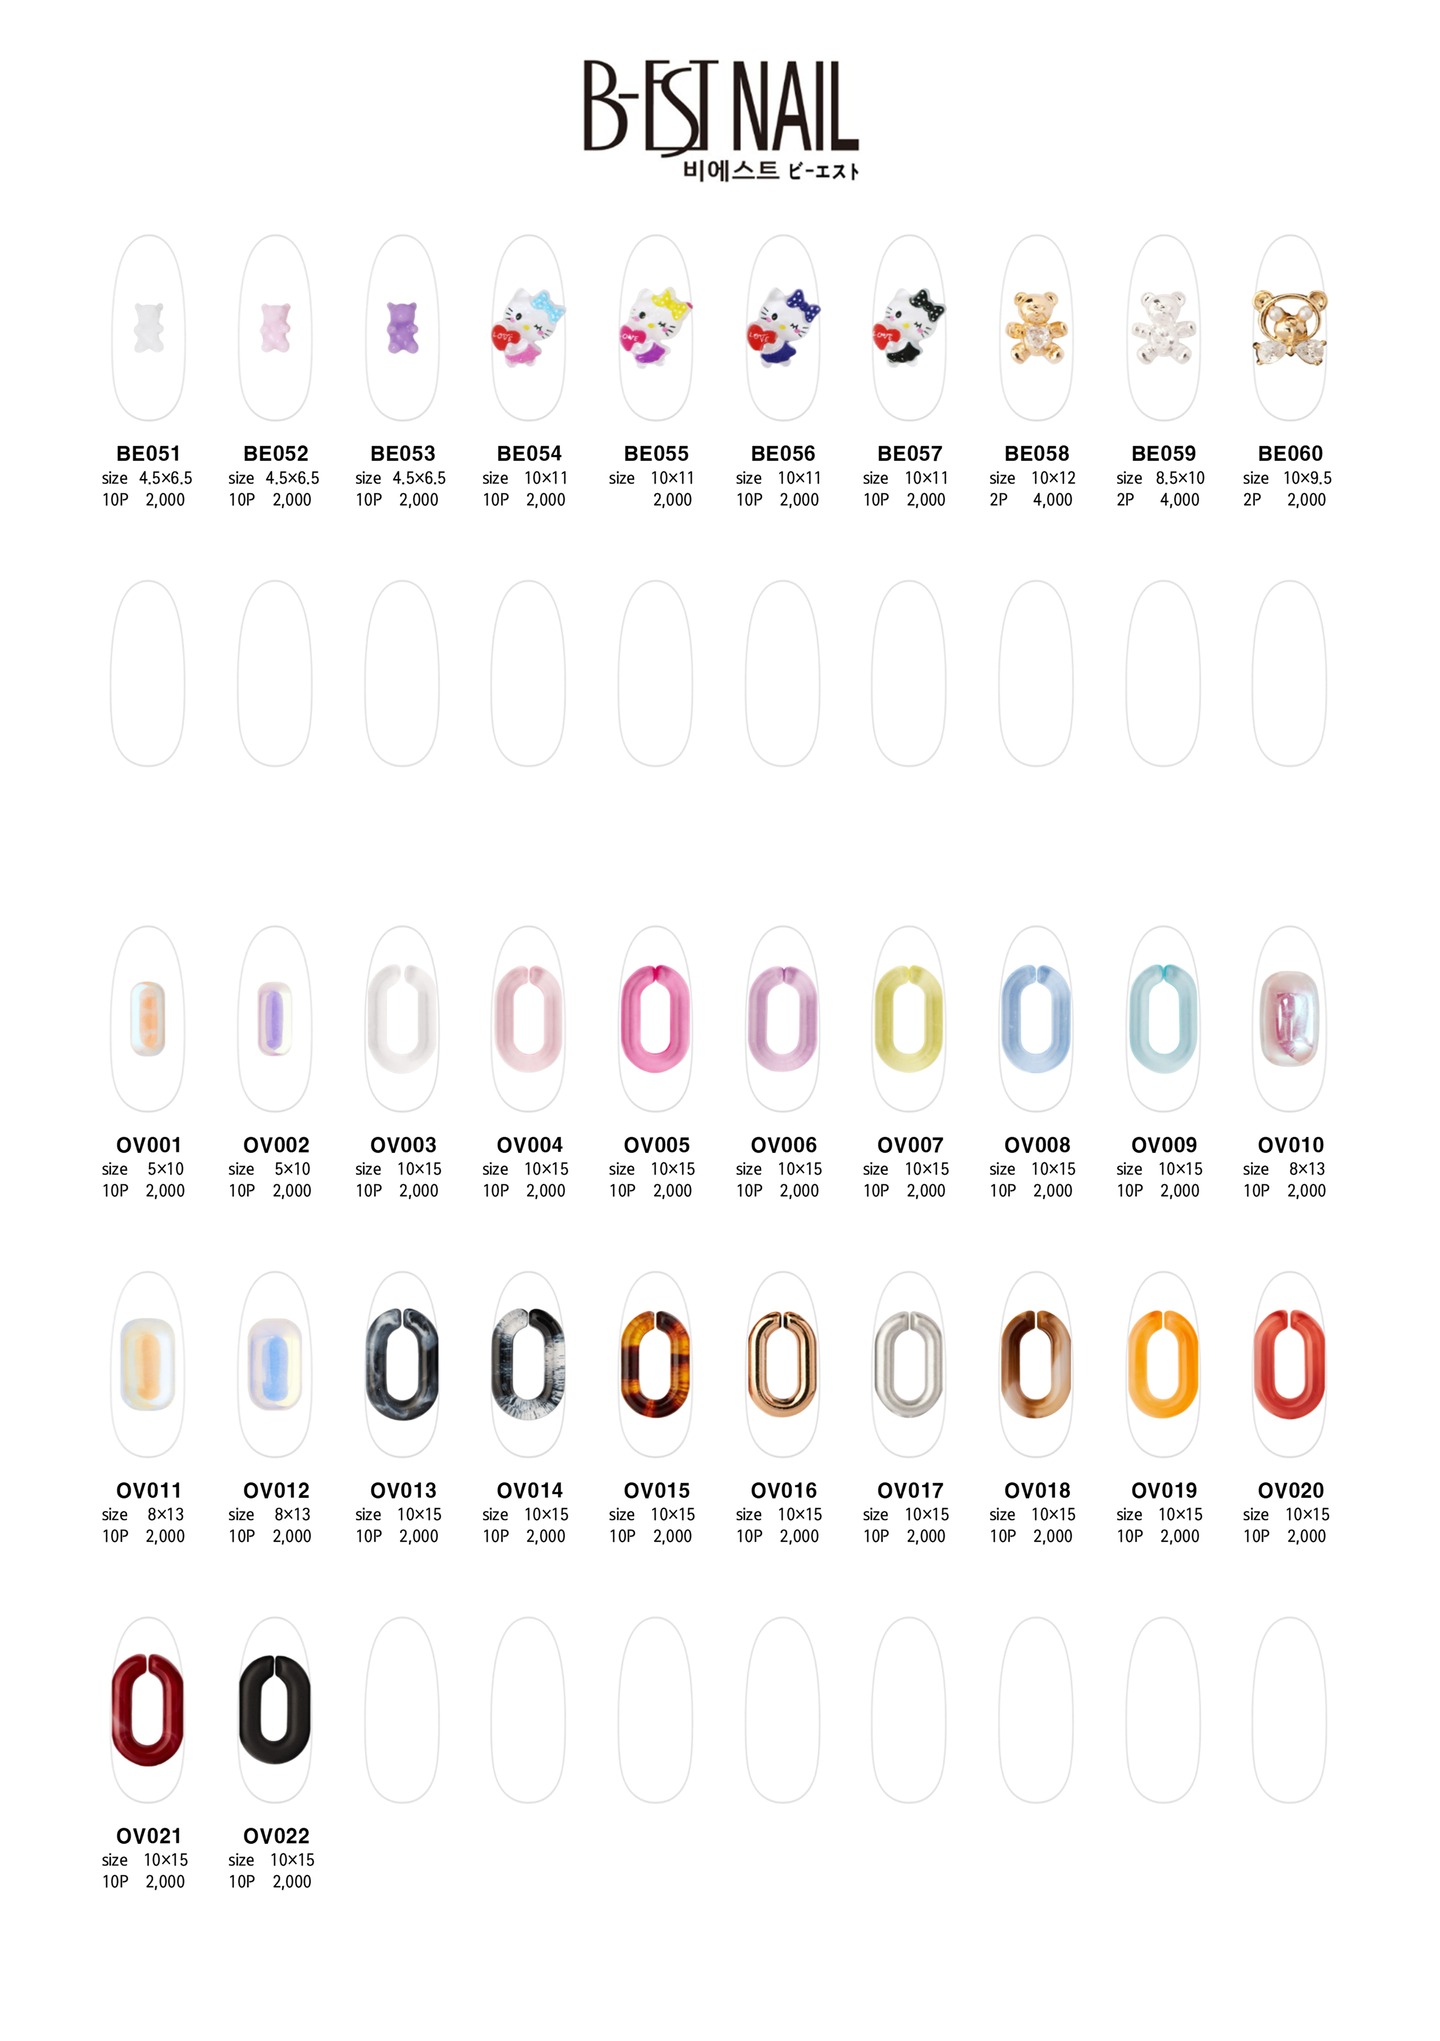 B-EST NAIL
비에스트 ビーエスト
LOVE LOVE LOVE LOVE
BE051 BE052 BE053 BE054 BE055 BE056 BE057 BE058 BE059 BE060
size 4.5×6.5 size 4.5×6.5 size 4.5×6.5 size 10×11 size 10×11 size 10×11 size 10×11 size 10×12 size 8.5×10 size 10×9.5
10P 2,000 10P 2,000 10P 2,000 10P 2,000 2,000 10P 2,000 10P 2,000 2P 4,000 2P 4,000 2P 2,000
OV001 OV002 OV003 OV004 OV005 OV006 OV007 OV008 OV009 OV010
size 5×10 size 5×10 size 10×15 size 10×15 size 10×15 size 10×15 size 10×15 size 10×15 size 10×15 size 8×13
10P 2,000 10P 2,000 10P 2,000 10P 2,000 10P 2,000 10P 2,000 10P 2,000 10P 2,000 10P 2,000 10P 2,000
OV011 OV012 OV013 OV014 OV015 OV016 OV017 OV018 OV019 OV020
size 8×13 size 8×13 size 10×15 size 10×15 size 10×15 size 10×15 size 10×15 size 10×15 size 10×15 size 10×15
10P 2,000 10P 2,000 10P 2,000 10P 2,000 10P 2,000 10P 2,000 10P 2,000 10P 2,000 10P 2,000 10P 2,000
OV021 OV022
size 10×15 size 10×15
10P 2,000 10P 2,000